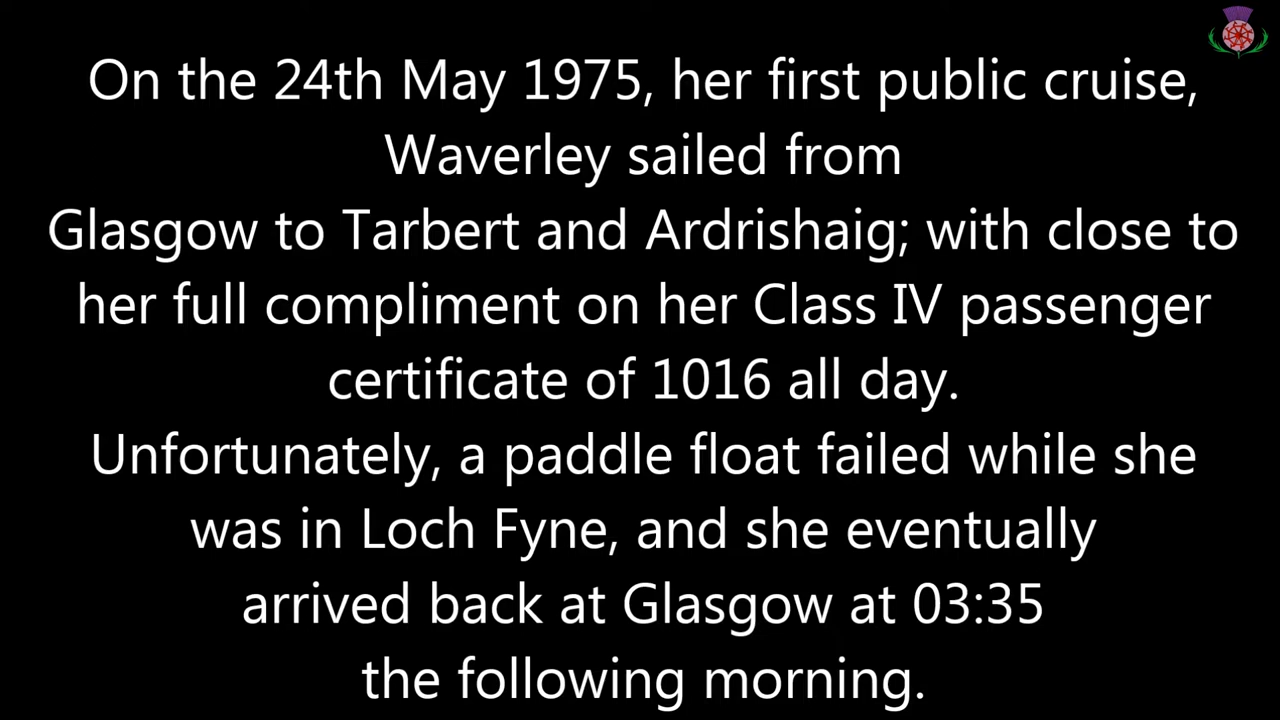 On the 24th May 1975, her first public cruise,
Waverley sailed from
Glasgow to Tarbert and Ardrishaig; with close to
her full compliment on her Class IV passenger
certificate of 1016 all day.
Unfortunately, a paddle float failed while she
was in Loch Fyne, and she eventually
arrived back at Glasgow at 03:35
the following morning.